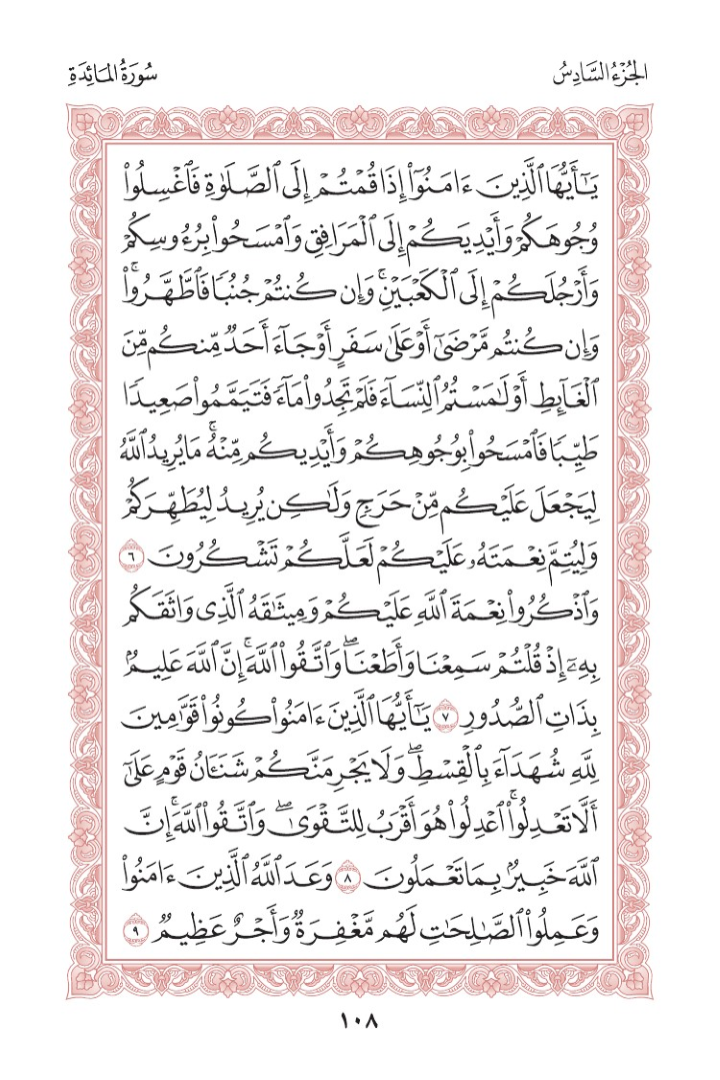 الجُزْءُ السَّادِسُ
سُورَةُ المَائِدَةِ
يَٰٓأَيُّهَا ٱلَّذِينَ ءَامَنُوٓا۟ إِذَا قُمْتُمْ إِلَى ٱلصَّلَوٰةِ فَٱغْسِلُوا۟
وُجُوهَكُمْ وَأَيْدِيَكُمْ إِلَى ٱلْمَرَافِقِ وَٱمْسَحُوا۟ بِرُءُوسِكُمْ
وَأَرْجُلَكُمْ إِلَى ٱلْكَعْبَيْنِ ۚ وَإِن كُنتُمْ جُنُبًا فَٱطَّهَّرُوا۟ ۚ
وَإِن كُنتُم مَّرْضَىٰٓ أَوْ عَلَىٰ سَفَرٍ أَوْ جَآءَ أَحَدٌ مِّنكُم مِّنَ
ٱلْغَآئِطِ أَوْ لَٰمَسْتُمُ ٱلنِّسَآءَ فَلَمْ تَجِدُوا۟ مَآءً فَتَيَمَّمُوا۟ صَعِيدًا
طَيِّبًا فَٱمْسَحُوا۟ بِوُجُوهِكُمْ وَأَيْدِيكُم مِّنْهُ ۚ مَا يُرِيدُ ٱللَّهُ
لِيَجْعَلَ عَلَيْكُم مِّنْ حَرَجٍ وَلَٰكِن يُرِيدُ لِيُطَهِّرَكُمْ
وَلِيُتِمَّ نِعْمَتَهُۥ عَلَيْكُمْ لَعَلَّكُمْ تَشْكُرُونَ ٦
وَٱذْكُرُوا۟ نِعْمَةَ ٱللَّهِ عَلَيْكُمْ وَمِيثَٰقَهُ ٱلَّذِى وَاثَقَكُم
بِهِۦٓ إِذْ قُلْتُمْ سَمِعْنَا وَأَطَعْنَا ۖ وَٱتَّقُوا۟ ٱللَّهَ ۚ إِنَّ ٱللَّهَ عَلِيمٌۢ
بِذَاتِ ٱلصُّدُورِ ٧ يَٰٓأَيُّهَا ٱلَّذِينَ ءَامَنُوا۟ كُونُوا۟ قَوَّٰمِينَ
لِلَّهِ شُهَدَآءَ بِٱلْقِسْطِ ۖ وَلَا يَجْرِمَنَّكُمْ شَنَـَٔانُ قَوْمٍ عَلَىٰٓ
أَلَّا تَعْدِلُوا۟ ۚ ٱعْدِلُوا۟ هُوَ أَقْرَبُ لِلتَّقْوَىٰ ۖ وَٱتَّقُوا۟ ٱللَّهَ ۚ إِنَّ
ٱللَّهَ خَبِيرٌۢ بِمَا تَعْمَلُونَ ٨ وَعَدَ ٱللَّهُ ٱلَّذِينَ ءَامَنُوا۟
وَعَمِلُوا۟ ٱلصَّٰلِحَٰتِ لَهُم مَّغْفِرَةٌ وَأَجْرٌ عَظِيمٌ ٩
١٠٨